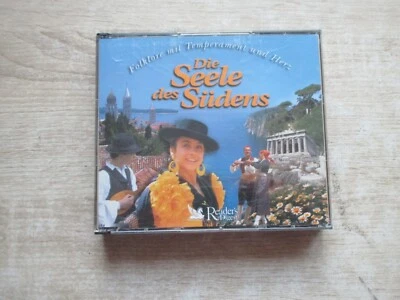 Folklore mit Temperament und Herz
Die
Seele
des Südens
Reader's
Digest